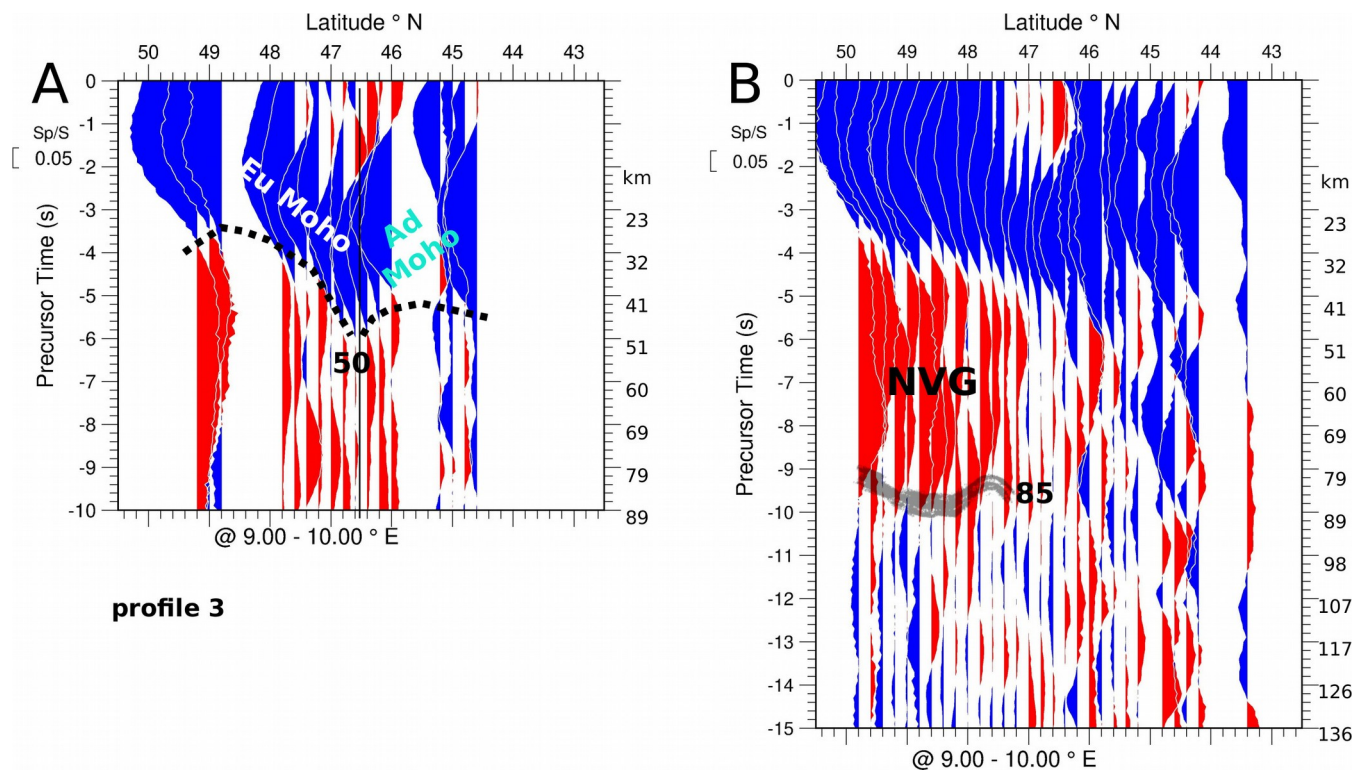 A
Latitude ° N
50 49 48 47 46 45 44 43
Sp/S
0.05
Precursor Time (s)
0
-1
-2
-3
-4
-5
-6
-7
-8
-9
-10
km
23
32
41
51
60
69
79
89
Eu Moho
Ad
Moho
50
@ 9.00 - 10.00 ° E
profile 3
B
Latitude ° N
50 49 48 47 46 45 44 43
Sp/S
0.05
Precursor Time (s)
0
-1
-2
-3
-4
-5
-6
-7
-8
-9
-10
-11
-12
-13
-14
-15
km
23
32
41
51
60
69
79
89
98
107
117
126
136
NVG
85
@ 9.00 - 10.00 ° E